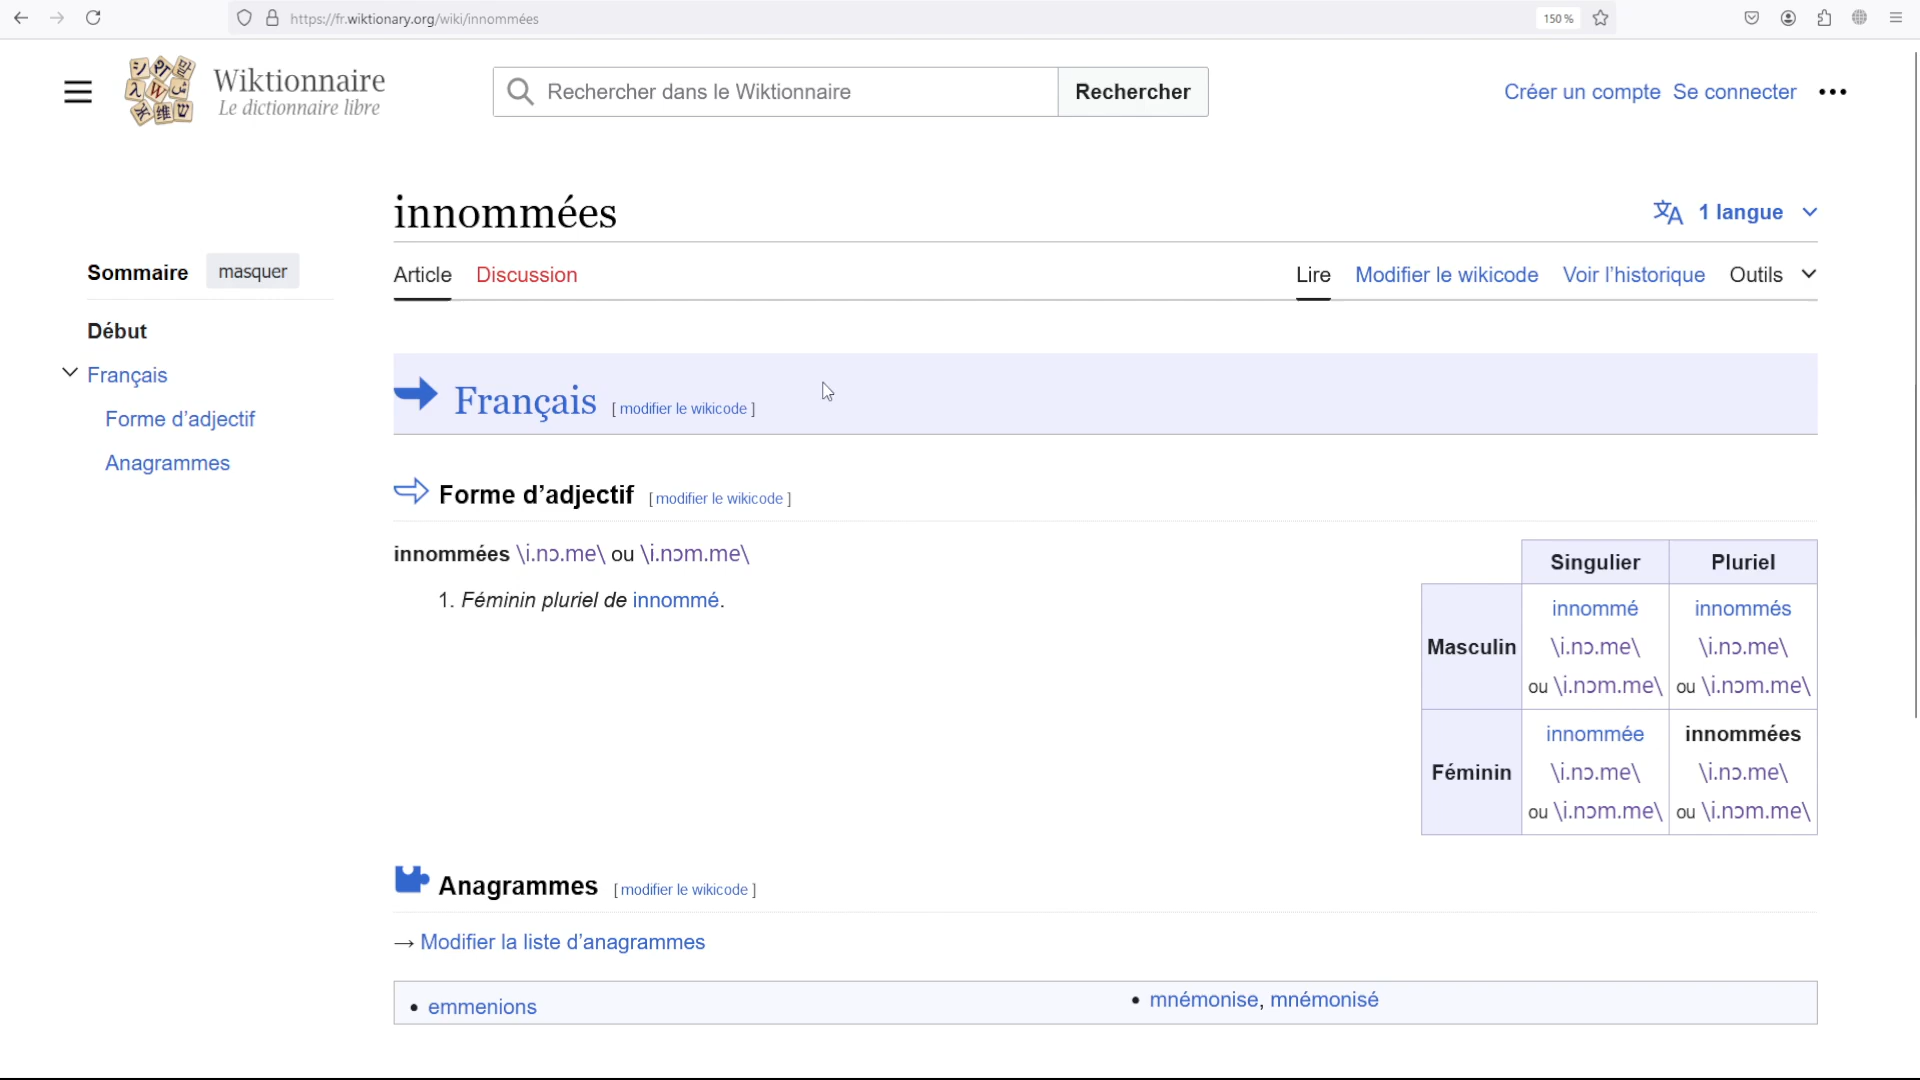 https://fr.wiktionary.org/wiki/innommées
150 %
Wiktionnaire
Le dictionnaire libre
Rechercher dans le Wiktionnaire
Rechercher
Créer un compte Se connecter
innommées
1 langue
Sommaire masquer
Article Discussion
Lire Modifier le wikicode Voir l’historique Outils
Début
Français
Forme d’adjectif
Anagrammes
Français [ modifier le wikicode ]
Forme d’adjectif [ modifier le wikicode ]
innommées \i.nɔ.me\ ou \i.nɔm.me\
1. Féminin pluriel de innommé.
Singulier Pluriel
Masculin
innommé innommés
\i.nɔ.me\ \i.nɔ.me\
ou \i.nɔm.me\ ou \i.nɔm.me\
Féminin
innommée innommées
\i.nɔ.me\ \i.nɔ.me\
ou \i.nɔm.me\ ou \i.nɔm.me\
Anagrammes [ modifier le wikicode ]
→ Modifier la liste d’anagrammes
• emmenions
• mnémonise, mnémonisé